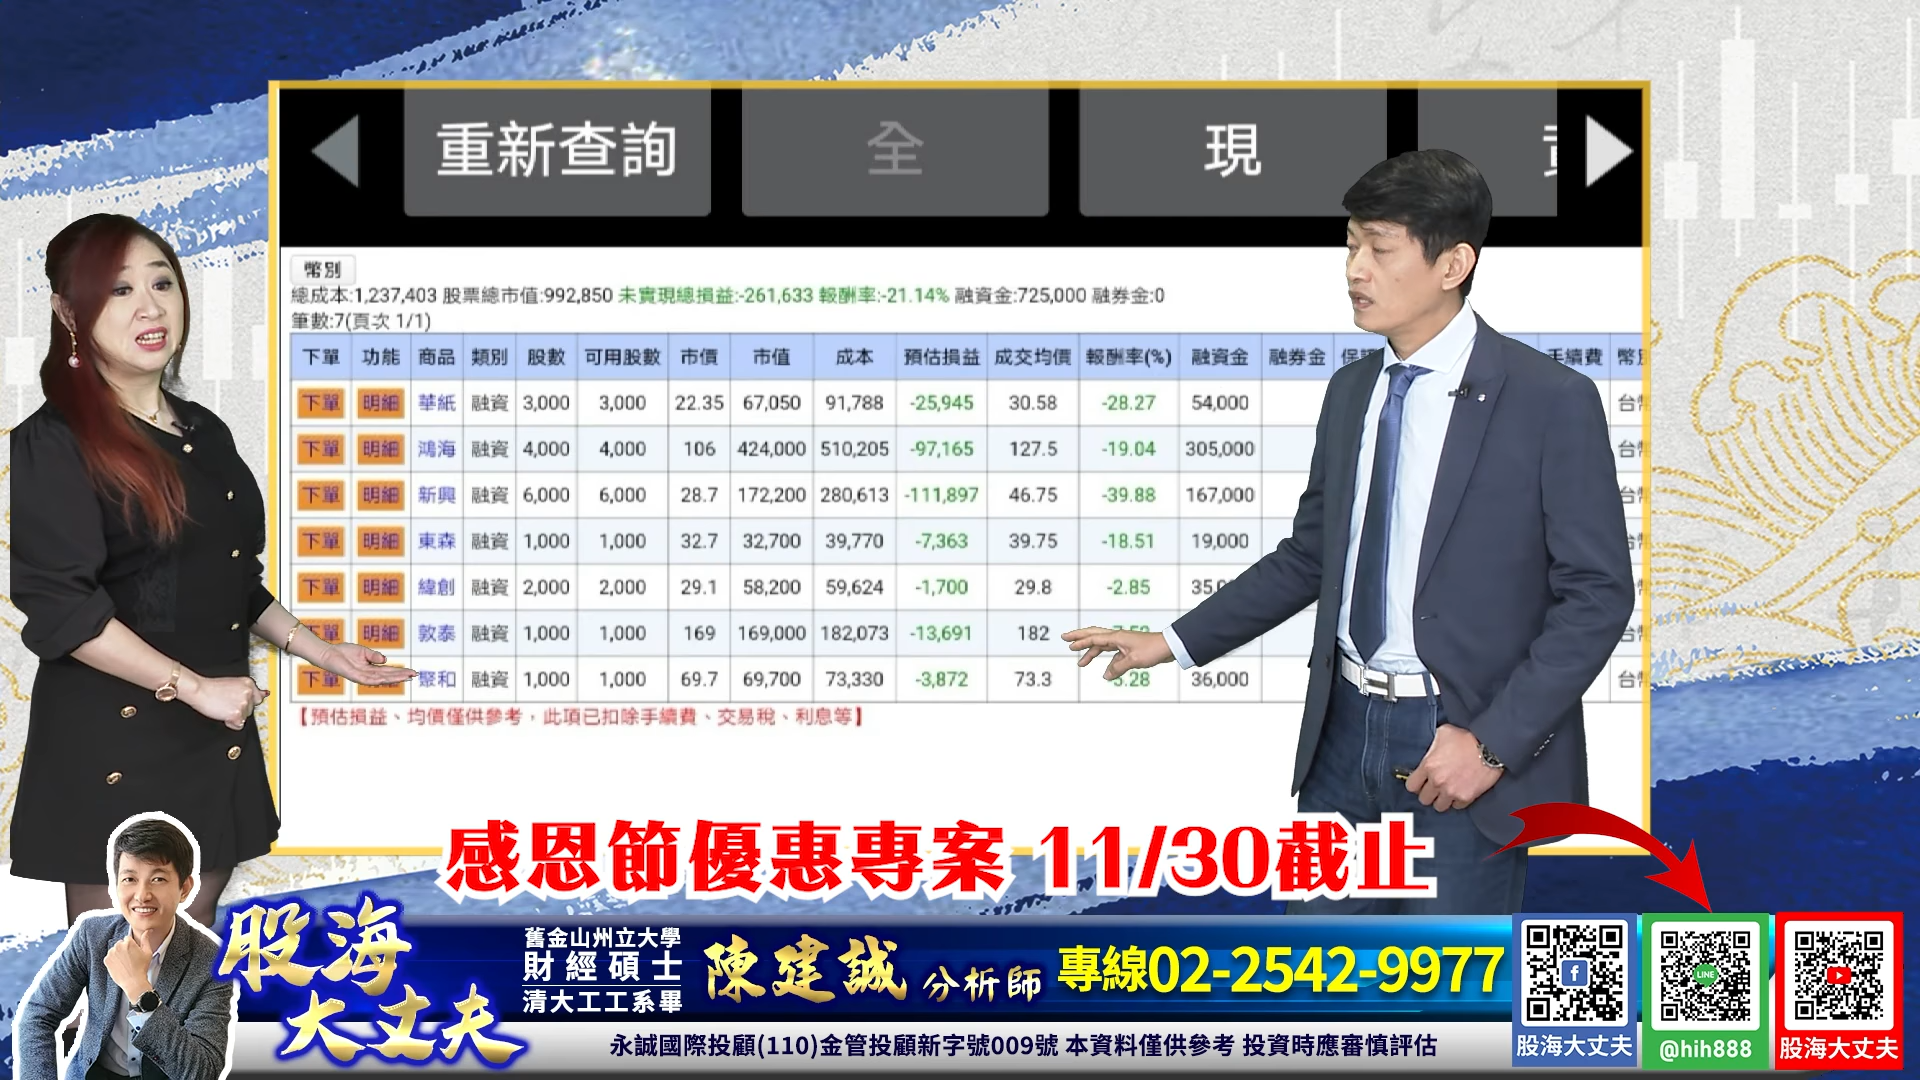 重新查詢 全 現
幣別
總成本:1,237,403 股票總市值:992,850 未實現總損益:-261,633 報酬率:-21.14% 融資金:725,000 融券金:0
筆數:7(頁次 1/1)
下單 功能 商品 類別 股數 可用股數 市價 市值 成本 預估損益 成交均價 報酬率(%) 融資金 融券金 手續費
下單 明細 華紙 融資 3,000 3,000 22.35 67,050 91,788 -25,945 30.58 -28.27 54,000 台幣
下單 明細 鴻海 融資 4,000 4,000 106 424,000 510,205 -97,165 127.5 -19.04 305,000 台幣
下單 明細 新興 融資 6,000 6,000 28.7 172,200 280,613 -111,897 46.75 -39.88 167,000 台幣
下單 明細 東森 融資 1,000 1,000 32.7 32,700 39,770 -7,363 39.75 -18.51 19,000 台幣
下單 明細 緯創 融資 2,000 2,000 29.1 58,200 59,624 -1,700 29.8 -2.85 台幣
下單 明細 敦泰 融資 1,000 1,000 169 169,000 182,073 -13,691 182 台幣
下單 聚和 融資 1,000 1,000 69.7 69,700 73,330 -3,872 73.3 36,000 台幣
【預估損益、均價僅供參考，此項已扣除手續費、交易稅、利息等】
感恩節優惠專案 11/30截止
股海大丈夫
舊金山州立大學
財經碩士
清大工工系畢
陳建誠 分析師
專線02-2542-9977
永誠國際投顧(110)金管投顧新字號009號 本資料僅供參考 投資時應審慎評估
LINE
股海大丈夫
@hih888
股海大丈夫